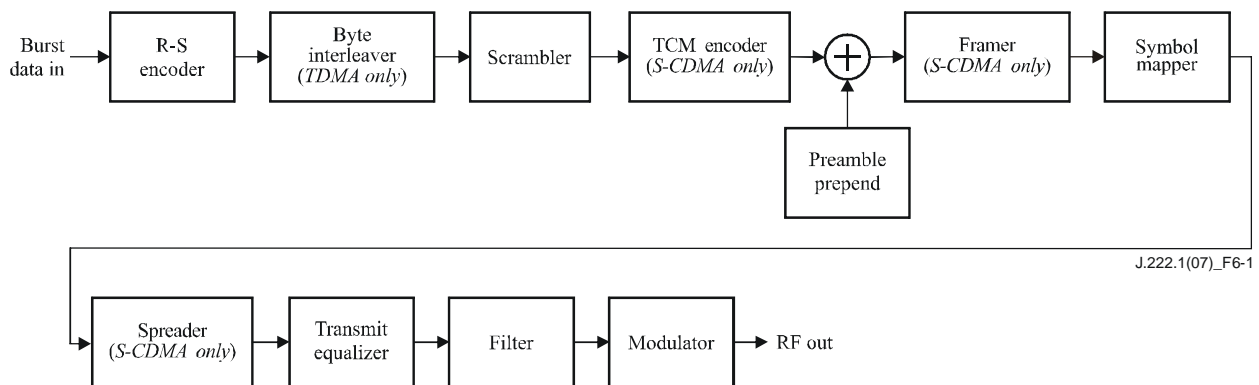 Burst
data in
R-S
encoder
Byte
interleaver
(TDMA only)
Scrambler
TCM encoder
(S-CDMA only)
Framer
(S-CDMA only)
Symbol
mapper
Preamble
prepend
J.222.1(07)_F6-1
Spreader
(S-CDMA only)
Transmit
equalizer
Filter
Modulator
RF out